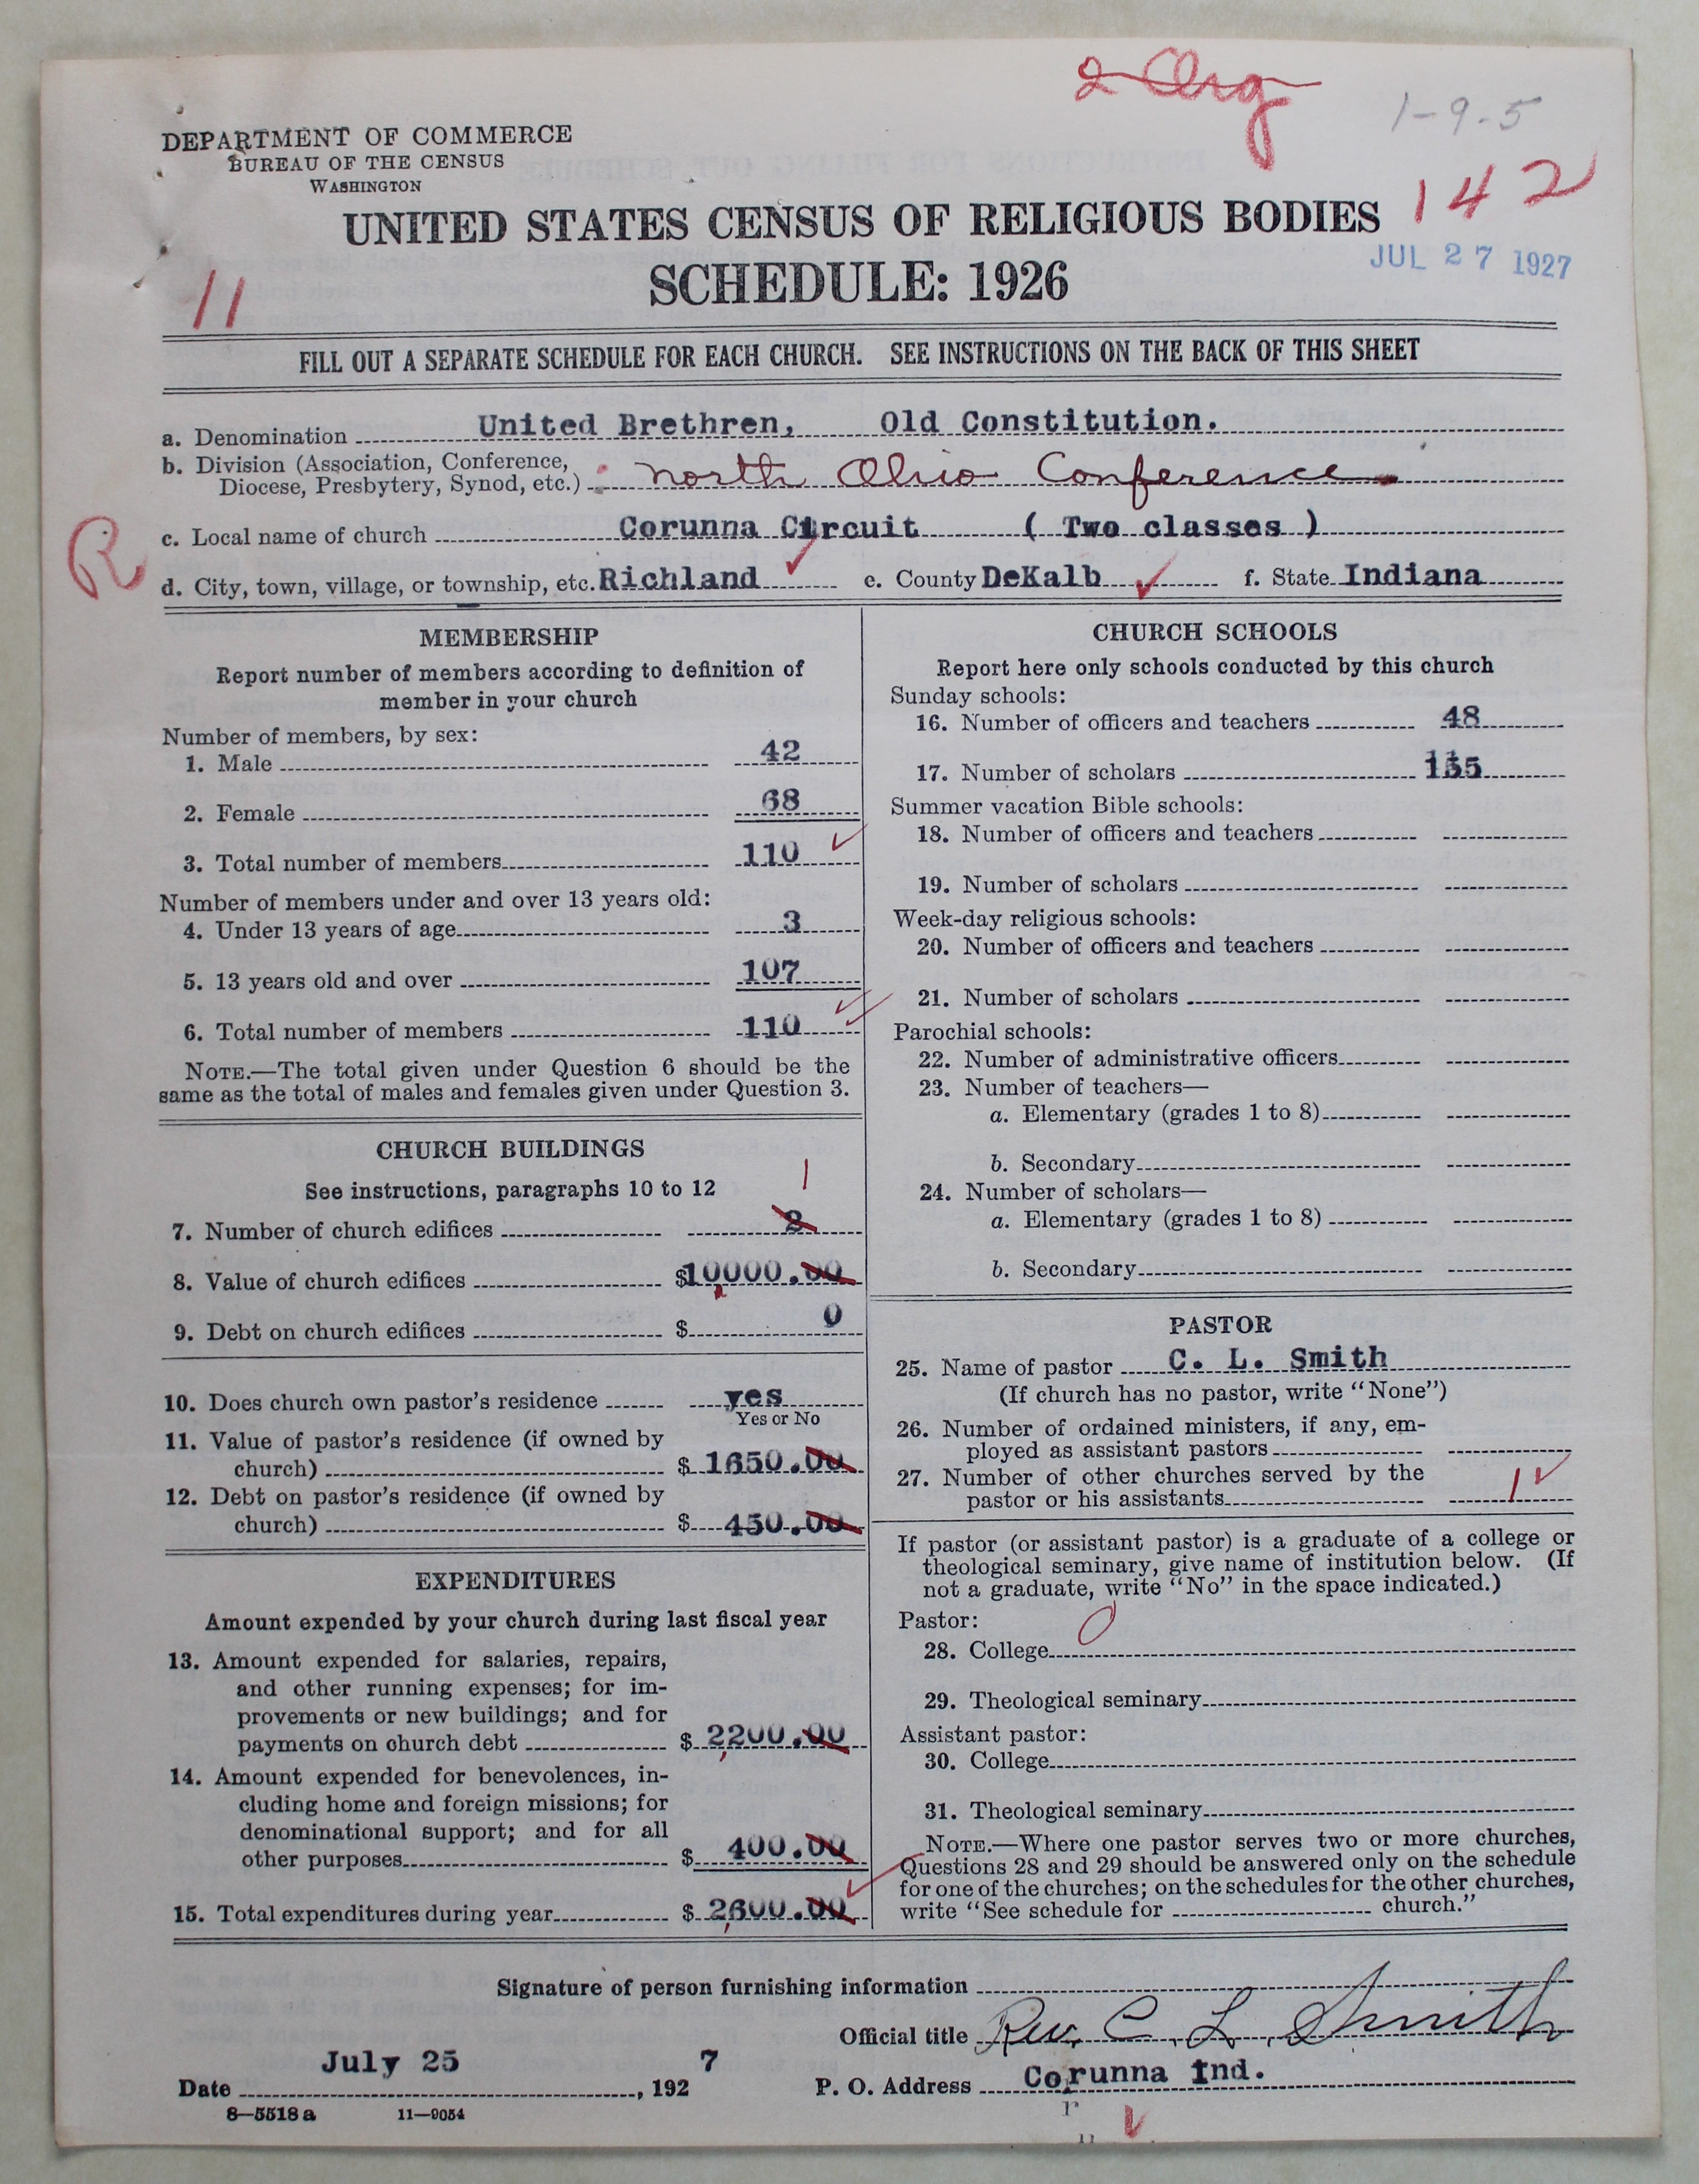 2 Org
1-9-5
DEPARTMENT OF COMMERCE
BUREAU OF THE CENSUS
WASHINGTON
142
UNITED STATES CENSUS OF RELIGIOUS BODIES
JUL 27 1927
SCHEDULE: 1926
11
FILL OUT A SEPARATE SCHEDULE FOR EACH CHURCH. SEE INSTRUCTIONS ON THE BACK OF THIS SHEET
a. Denomination United Brethren, Old Constitution.
b. Division (Association, Conference,
Diocese, Presbytery, Synod, etc.) North Ohio Conference.
R
c. Local name of church Corunna Circuit ( Two classes )
d. City, town, village, or township, etc. Richland e. County DeKalb f. State Indiana
MEMBERSHIP
Report number of members according to definition of
member in your church
Number of members, by sex:
1. Male 42
2. Female 68
3. Total number of members 110
Number of members under and over 13 years old:
4. Under 13 years of age 3
5. 13 years old and over 107
6. Total number of members 110
NOTE.—The total given under Question 6 should be the
same as the total of males and females given under Question 3.
CHURCH BUILDINGS
See instructions, paragraphs 10 to 12
1
7. Number of church edifices 2
8. Value of church edifices $10000.00
9. Debt on church edifices $ 0
10. Does church own pastor's residence yes
Yes or No
11. Value of pastor's residence (if owned by
church) $ 1650.00
12. Debt on pastor's residence (if owned by
church) $ 450.00
EXPENDITURES
Amount expended by your church during last fiscal year
13. Amount expended for salaries, repairs,
and other running expenses; for im-
provements or new buildings; and for
payments on church debt $ 2200.00
14. Amount expended for benevolences, in-
cluding home and foreign missions; for
denominational support; and for all
other purposes $ 400.00
15. Total expenditures during year $ 2600.00
CHURCH SCHOOLS
Report here only schools conducted by this church
Sunday schools:
16. Number of officers and teachers 48
17. Number of scholars
Summer vacation Bible schools:
18. Number of officers and teachers
19. Number of scholars
Week-day religious schools:
20. Number of officers and teachers
21. Number of scholars
Parochial schools:
22. Number of administrative officers
23. Number of teachers—
a. Elementary (grades 1 to 8)
b. Secondary
24. Number of scholars—
a. Elementary (grades 1 to 8)
b. Secondary
PASTOR
25. Name of pastor C. L. Smith
(If church has no pastor, write "None")
26. Number of ordained ministers, if any, em-
ployed as assistant pastors
27. Number of other churches served by the
pastor or his assistants 1
If pastor (or assistant pastor) is a graduate of a college or
theological seminary, give name of institution below. (If
not a graduate, write "No" in the space indicated.)
Pastor: 0
28. College
29. Theological seminary
Assistant pastor:
30. College
31. Theological seminary
NOTE.—Where one pastor serves two or more churches,
Questions 28 and 29 should be answered only on the schedule
for one of the churches; on the schedules for the other churches,
write "See schedule for church."
Signature of person furnishing information
Official title Rev. C. L. Smith
Date July 25, 1927 P. O. Address Corunna Ind.
8—5518 a 11—9054
r